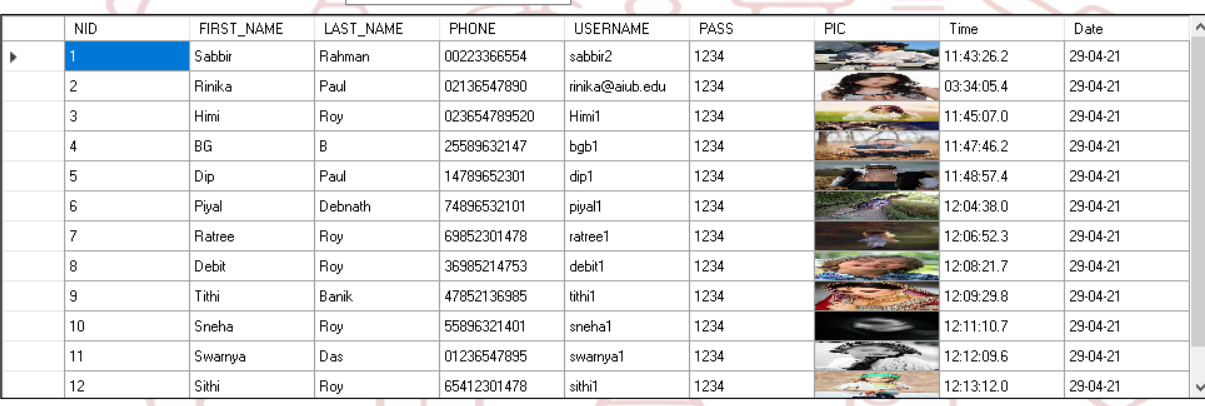 NID FIRST_NAME LAST_NAME PHONE USERNAME PASS PIC Time Date
1 Sabbir Rahman 00223366554 sabbir2 1234 11:43:26.2 29-04-21
2 Rinika Paul 02136547890 rinika@aiub.edu 1234 03:34:05.4 29-04-21
3 Himi Roy 023654789520 Himi1 1234 11:45:07.0 29-04-21
4 BG B 25589632147 bgb1 1234 11:47:46.2 29-04-21
5 Dip Paul 14789652301 dip1 1234 11:48:57.4 29-04-21
6 Piyal Debnath 74896532101 piyal1 1234 12:04:38.0 29-04-21
7 Ratree Roy 69852301478 ratree1 1234 12:06:52.3 29-04-21
8 Debit Roy 36985214753 debit1 1234 12:08:21.7 29-04-21
9 Tithi Banik 47852136985 tithi1 1234 12:09:29.8 29-04-21
10 Sneha Roy 55896321401 sneha1 1234 12:11:10.7 29-04-21
11 Swarnya Das 01236547895 swarnya1 1234 12:12:09.6 29-04-21
12 Sithi Roy 65412301478 sithi1 1234 12:13:12.0 29-04-21